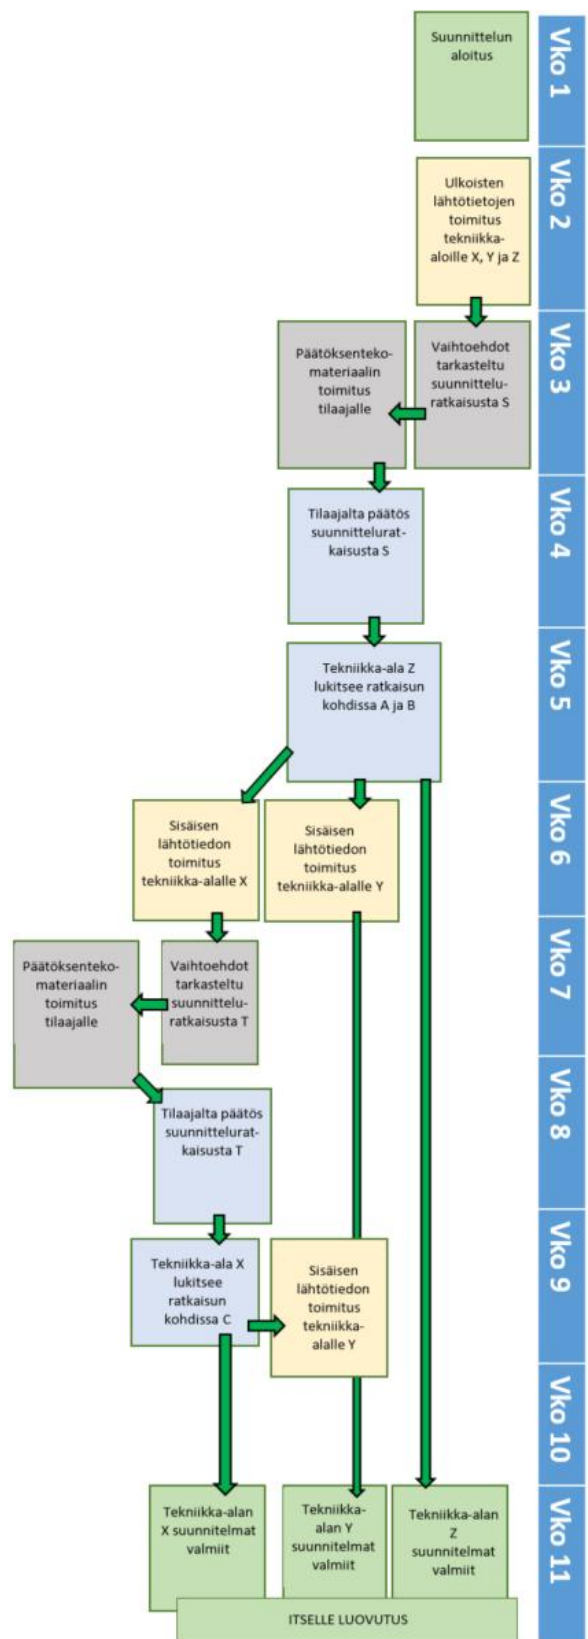 Vko 1
Suunnittelun
aloitus
Vko 2
Ulkoisten
lähtötietojen
toimitus
tekniikka-
aloille X, Y ja Z
Vko 3
Päätöksenteko-
materiaalin
toimitus
tilaajalle
Vaihtoehdot
tarkasteltu
suunnittelu-
ratkaisusta S
Vko 4
Tilaajalta päätös
suunnittelurat-
kaisusta S
Vko 5
Tekniikka-ala Z
lukitsee ratkaisun
kohdissa A ja B
Vko 6
Sisäisen
lähtötiedon
toimitus
tekniikka-alalle X
Sisäisen
lähtötiedon
toimitus
tekniikka-alalle Y
Vko 7
Päätöksenteko-
materiaalin
toimitus
tilaajalle
Vaihtoehdot
tarkasteltu
suunnittelu-
ratkaisusta T
Vko 8
Tilaajalta päätös
suunnittelurat-
kaisusta T
Vko 9
Tekniikka-ala X
lukitsee
ratkaisun
kohdissa C
Sisäisen
lähtötiedon
toimitus
tekniikka-
alalle Y
Vko 10
Vko 11
Tekniikka-alan
X suunnitelmat
valmiit
Tekniikka-
alan Y
suunnitelmat
valmiit
Tekniikka-alan
Z
suunnitelmat
valmiit
ITSELLE LUOVUTUS